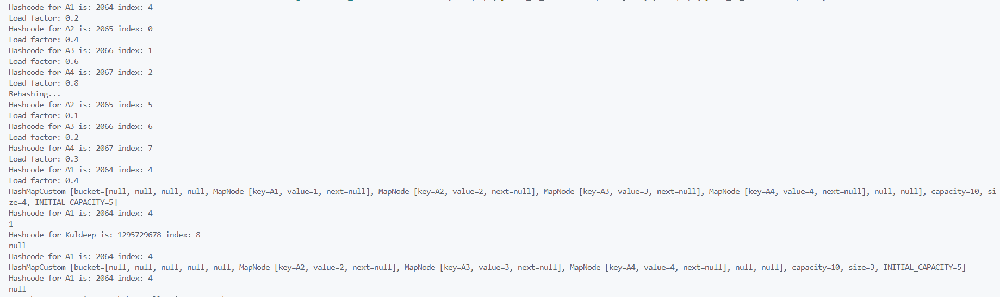 Hashcode for A1 is: 2064 index: 4
Load factor: 0.2
Hashcode for A2 is: 2065 index: 0
Load factor: 0.4
Hashcode for A3 is: 2066 index: 1
Load factor: 0.6
Hashcode for A4 is: 2067 index: 2
Load factor: 0.8
Rehashing...
Hashcode for A2 is: 2065 index: 5
Load factor: 0.1
Hashcode for A3 is: 2066 index: 6
Load factor: 0.2
Hashcode for A4 is: 2067 index: 7
Load factor: 0.3
Hashcode for A1 is: 2064 index: 4
Load factor: 0.4
HashMapCustom [bucket=[null, null, null, null, MapNode [key=A1, value=1, next=null], MapNode [key=A2, value=2, next=null], MapNode [key=A3, value=3, next=null], MapNode [key=A4, value=4, next=null], null, null], capacity=10, si
ze=4, INITIAL_CAPACITY=5]
Hashcode for A1 is: 2064 index: 4
1
Hashcode for Kuldeep is: 1295729678 index: 8
null
Hashcode for A1 is: 2064 index: 4
HashMapCustom [bucket=[null, null, null, null, null, MapNode [key=A2, value=2, next=null], MapNode [key=A3, value=3, next=null], MapNode [key=A4, value=4, next=null], null, null], capacity=10, size=3, INITIAL_CAPACITY=5]
Hashcode for A1 is: 2064 index: 4
null